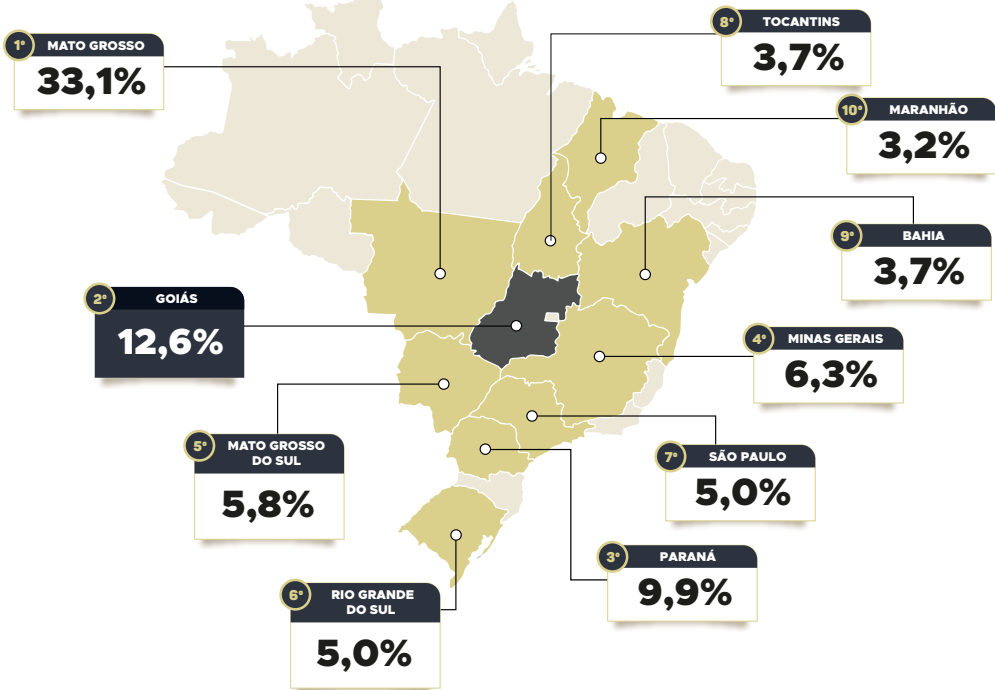 1º MATO GROSSO
33,1%
8º TOCANTINS
3,7%
10º MARANHÃO
3,2%
9º BAHIA
3,7%
2º GOIÁS
12,6%
4º MINAS GERAIS
6,3%
5º MATO GROSSO
DO SUL
5,8%
7º SÃO PAULO
5,0%
3º PARANÁ
9,9%
6º RIO GRANDE
DO SUL
5,0%